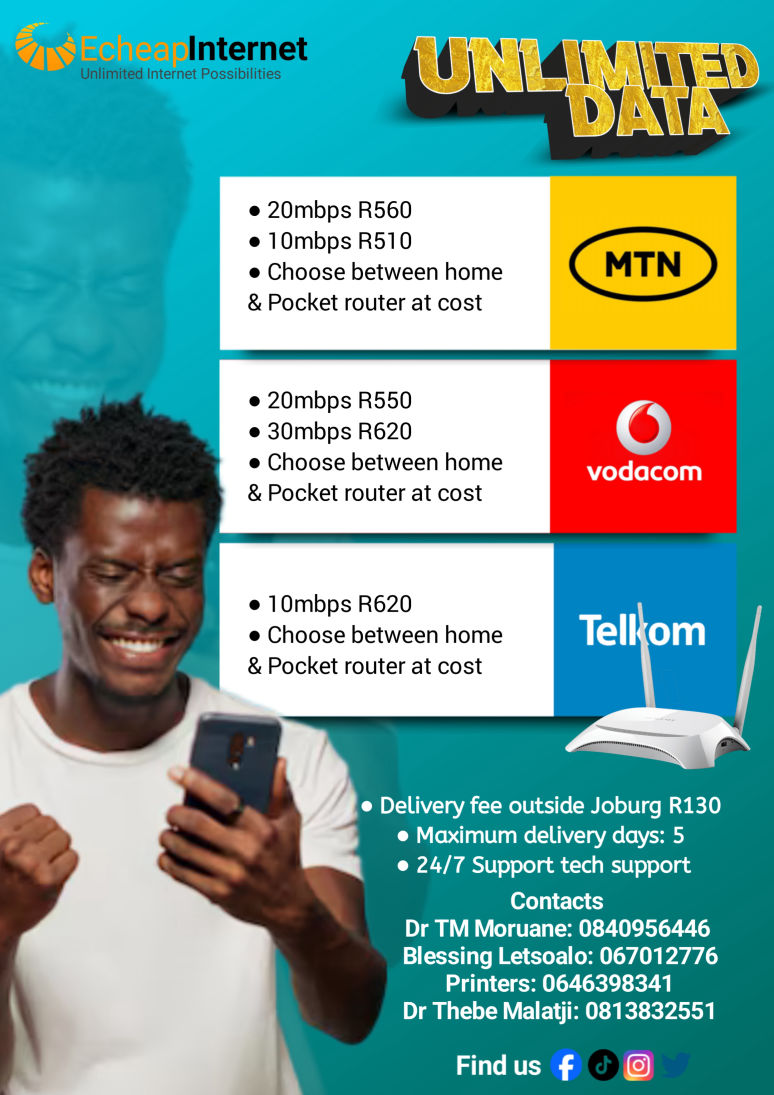 EcheapInternet
Unlimited Internet Possibilities
UNLIMITED
DATA
● 20mbps R560
● 10mbps R510
● Choose between home
& Pocket router at cost
MTN
● 20mbps R550
● 30mbps R620
● Choose between home
& Pocket router at cost
vodacom
● 10mbps R620
● Choose between home
& Pocket router at cost
Telkom
● Delivery fee outside Joburg R130
● Maximum delivery days: 5
● 24/7 Support tech support
Contacts
Dr TM Moruane: 0840956446
Blessing Letsoalo: 067012776
Printers: 0646398341
Dr Thebe Malatji: 0813832551
Find us